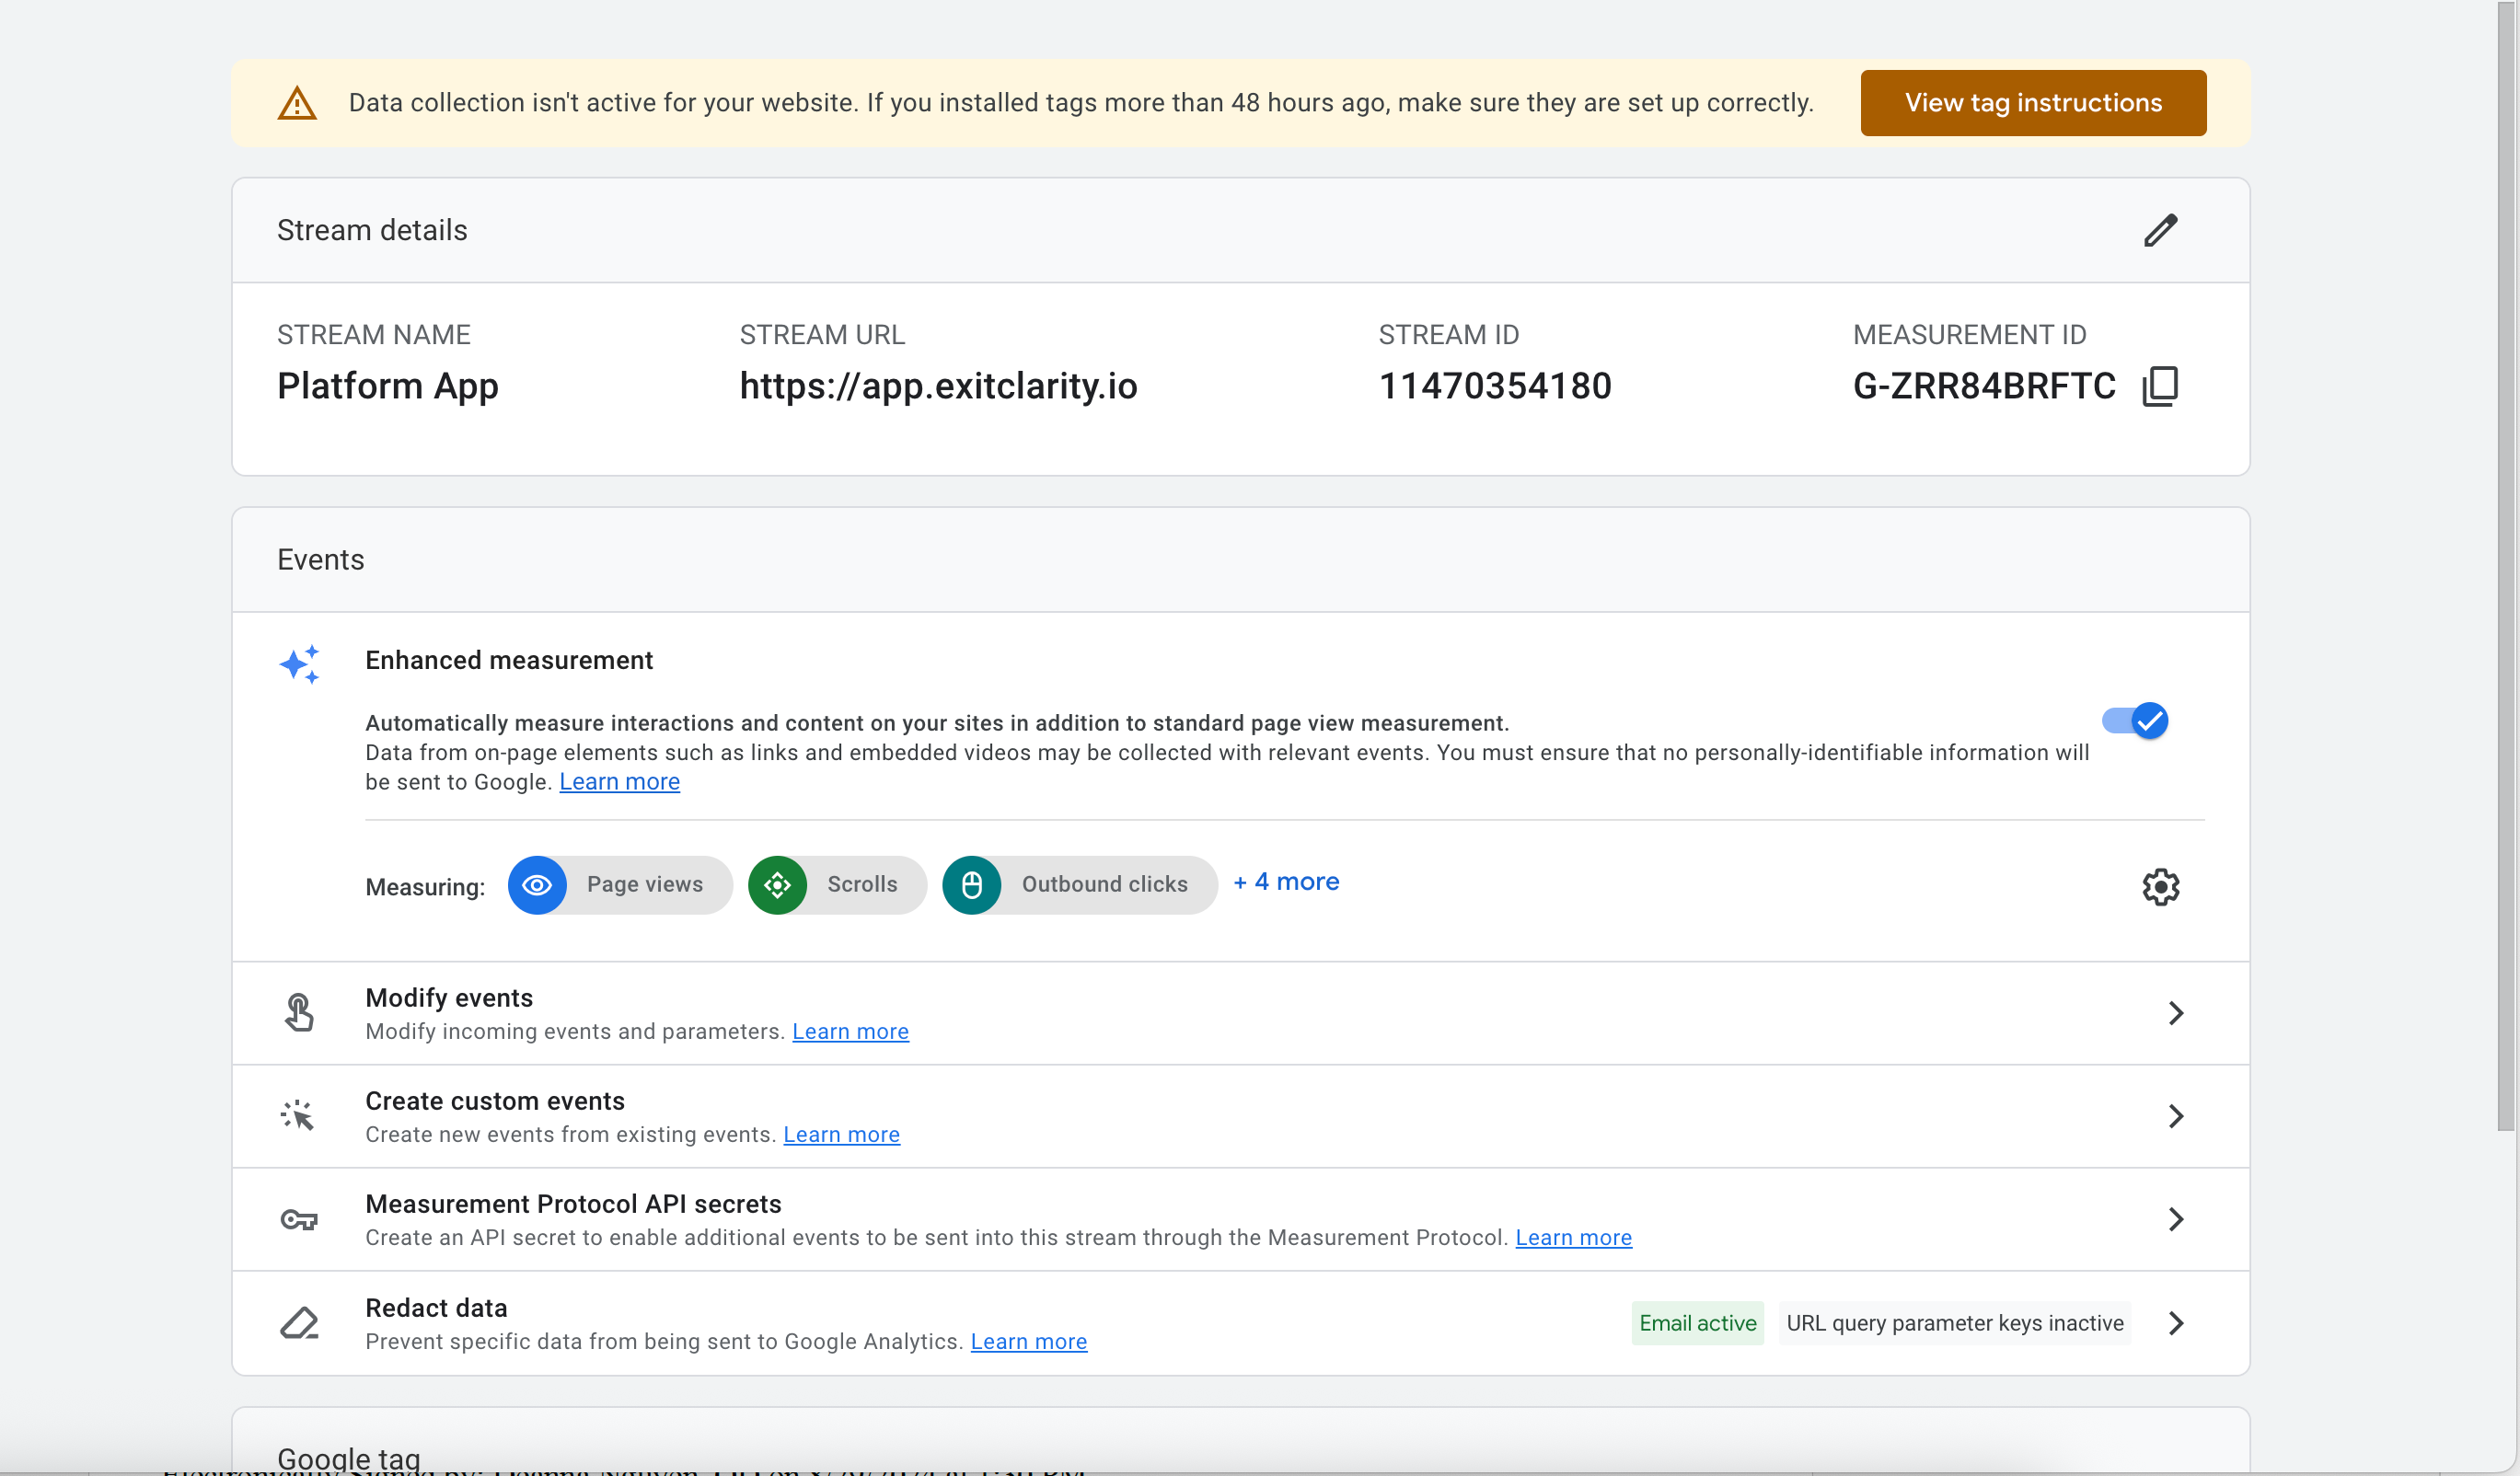 Data collection isn't active for your website. If you installed tags more than 48 hours ago, make sure they are set up correctly.
View tag instructions
Stream details
STREAM NAME
Platform App
STREAM URL
https://app.exitclarity.io
STREAM ID
11470354180
MEASUREMENT ID
G-ZRR84BRFTC
Events
Enhanced measurement
Automatically measure interactions and content on your sites in addition to standard page view measurement.
Data from on-page elements such as links and embedded videos may be collected with relevant events. You must ensure that no personally-identifiable information will
be sent to Google. Learn more
Measuring:
Page views
Scrolls
Outbound clicks
+ 4 more
Modify events
Modify incoming events and parameters. Learn more
Create custom events
Create new events from existing events. Learn more
Measurement Protocol API secrets
Create an API secret to enable additional events to be sent into this stream through the Measurement Protocol. Learn more
Redact data
Prevent specific data from being sent to Google Analytics. Learn more
Email active
URL query parameter keys inactive
Google tag